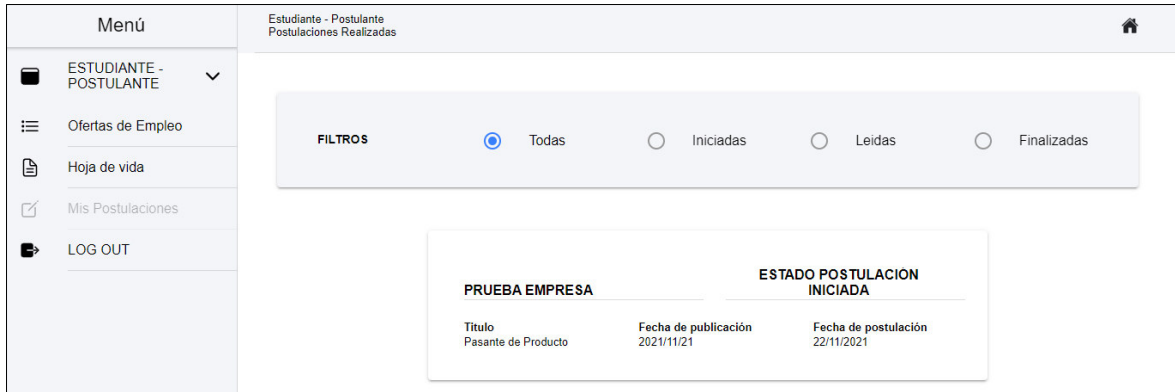 Menú
ESTUDIANTE -
POSTULANTE
Ofertas de Empleo
Hoja de vida
Mis Postulaciones
LOG OUT
Estudiante - Postulante
Postulaciones Realizadas
FILTROS Todas Iniciadas Leidas Finalizadas
PRUEBA EMPRESA
ESTADO POSTULACIÓN
INICIADA
Titulo Fecha de publicación Fecha de postulación
Pasante de Producto 2021/11/21 22/11/2021